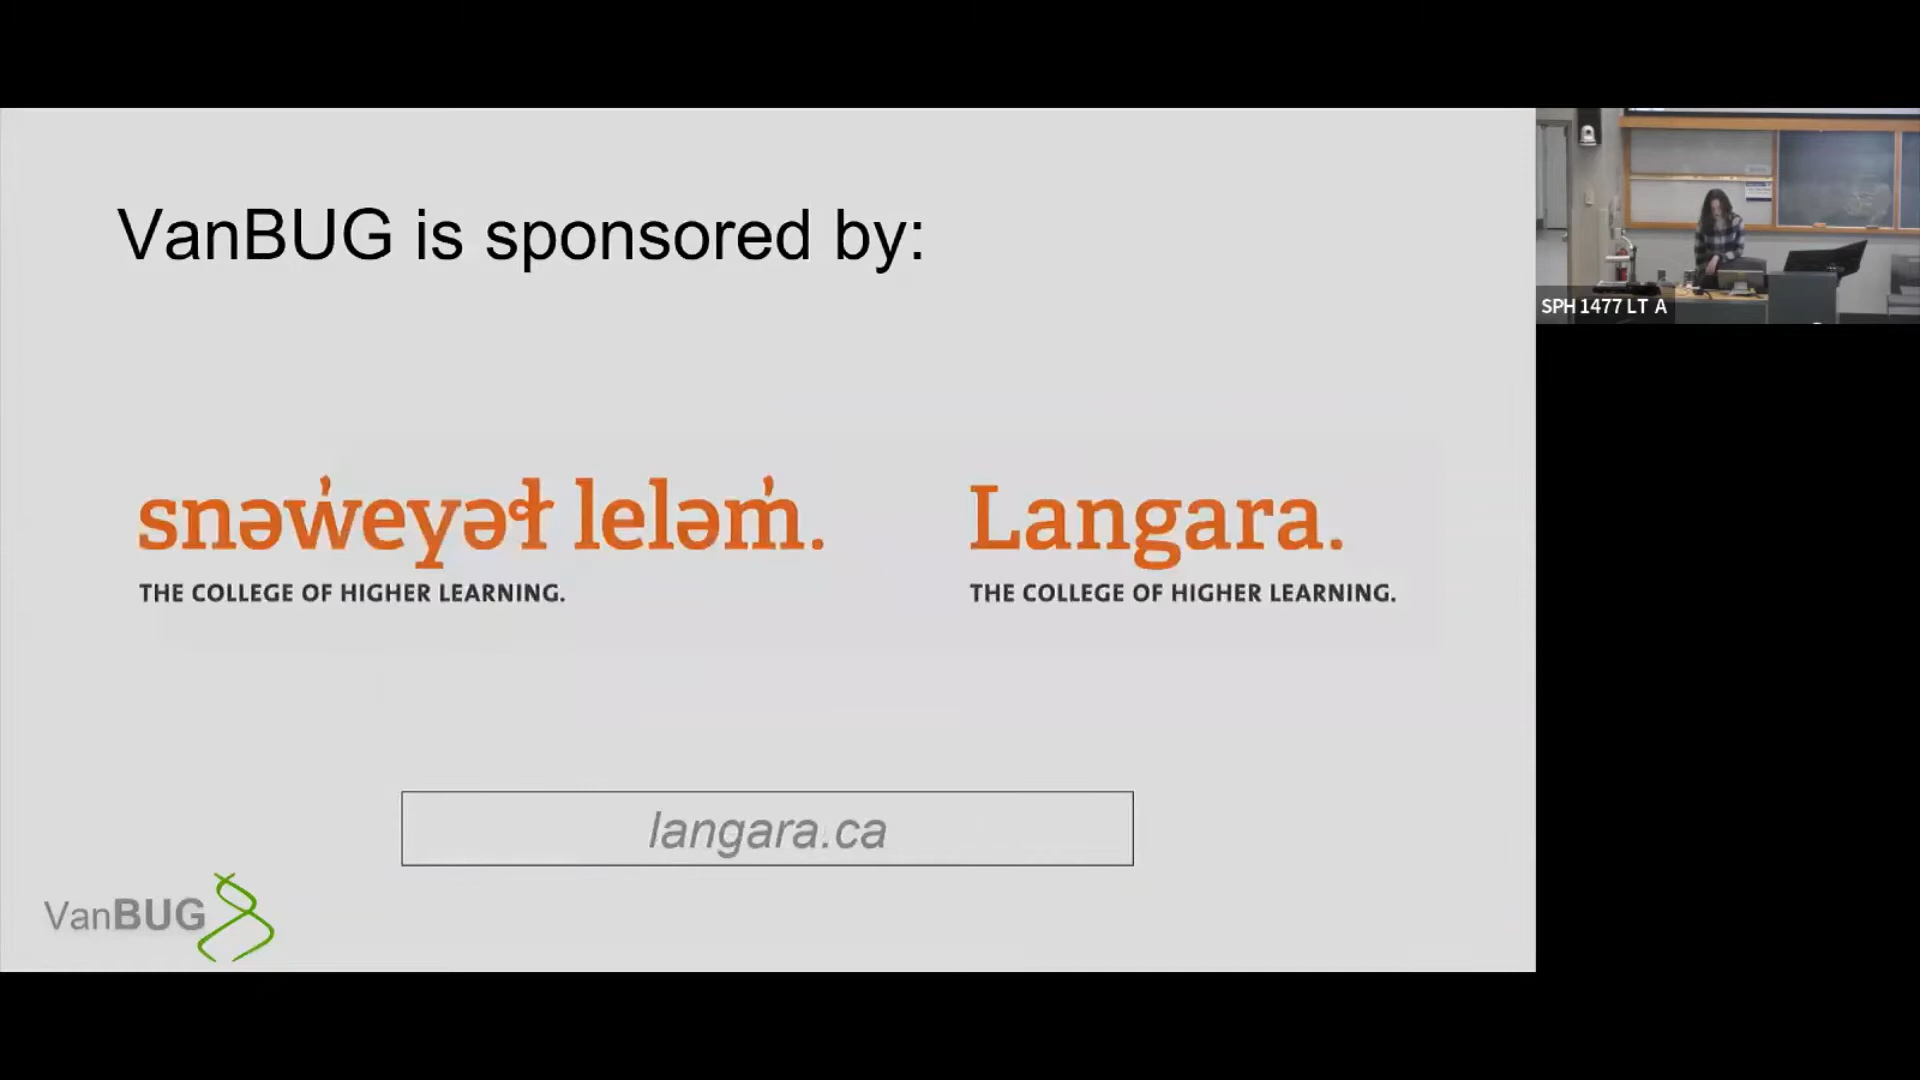 VanBUG is sponsored by:
snəw̓eyəɬ leləm̓.
THE COLLEGE OF HIGHER LEARNING.
Langara.
THE COLLEGE OF HIGHER LEARNING.
langara.ca
VanBUG
SPH 1477 LT A